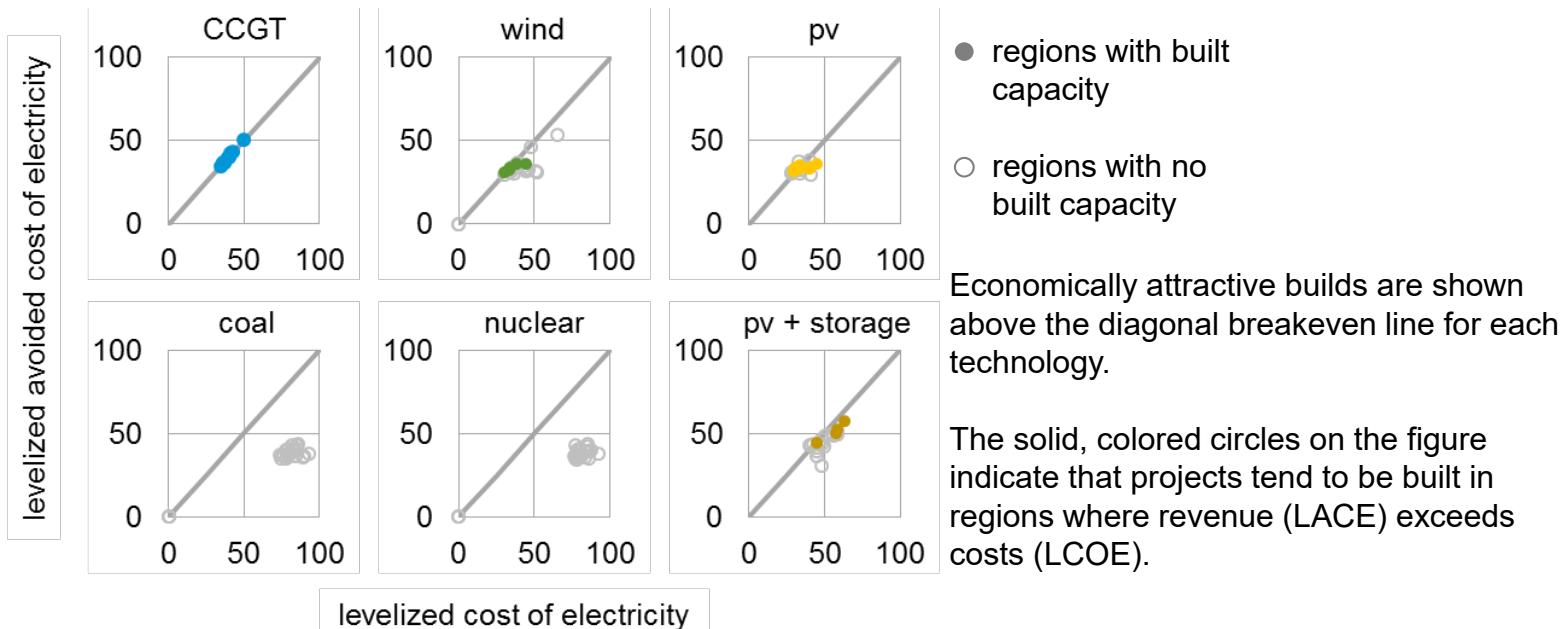 levelized avoided cost of electricity
CCGT
100
50
0
0 50 100
wind
100
50
0
0 50 100
pv
100
50
0
0 50 100
coal
100
50
0
0 50 100
nuclear
100
50
0
0 50 100
pv + storage
100
50
0
0 50 100
levelized cost of electricity
regions with built
capacity
regions with no
built capacity
Economically attractive builds are shown
above the diagonal breakeven line for each
technology.
The solid, colored circles on the figure
indicate that projects tend to be built in
regions where revenue (LACE) exceeds
costs (LCOE).